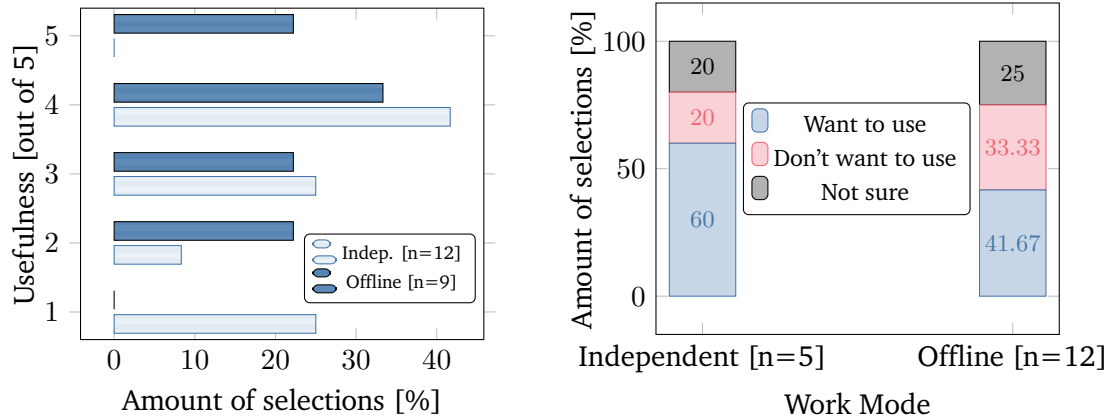 Usefulness [out of 5]
5
4
3
2
1
Indep. [n=12]
Offline [n=9]
0 10 20 30 40
Amount of selections [%]
Amount of selections [%]
100
50
0
20
20
60
Want to use
Don't want to use
Not sure
25
33.33
41.67
Independent [n=5] Offline [n=12]
Work Mode